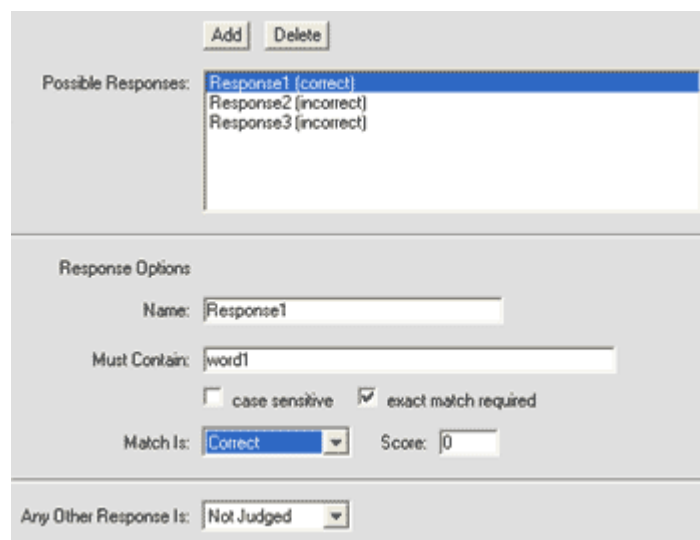 Add Delete
Possible Responses: Response1 (correct)
Response2 (incorrect)
Response3 (incorrect)
Response Options
Name: Response1
Must Contain: word1
case sensitive exact match required
Match Is: Correct Score: 0
Any Other Response Is: Not Judged